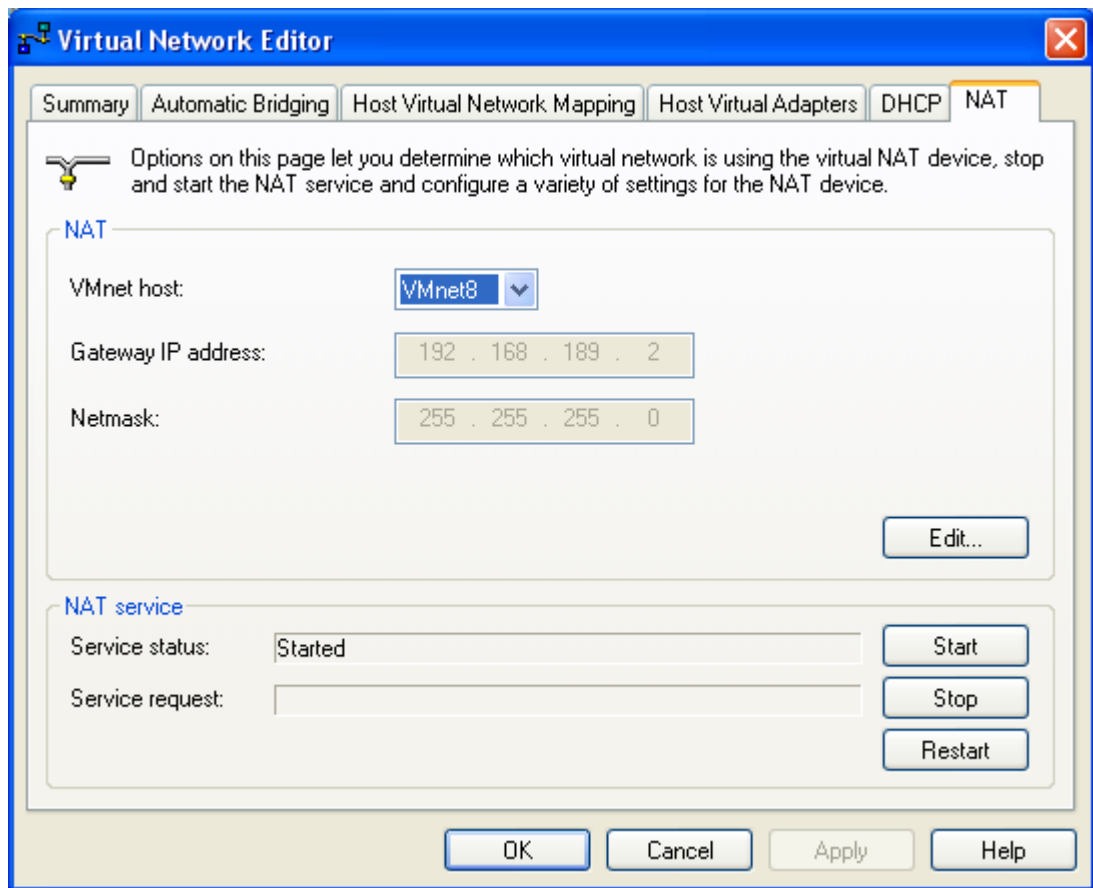 Virtual Network Editor
Summary
Automatic Bridging
Host Virtual Network Mapping
Host Virtual Adapters
DHCP
NAT
Options on this page let you determine which virtual network is using the virtual NAT device, stop
and start the NAT service and configure a variety of settings for the NAT device.
NAT
VMnet host:
VMnet8
Gateway IP address:
192 . 168 . 189 . 2
Netmask:
255 . 255 . 255 . 0
Edit...
NAT service
Service status:
Started
Start
Service request:
Stop
Restart
OK
Cancel
Apply
Help